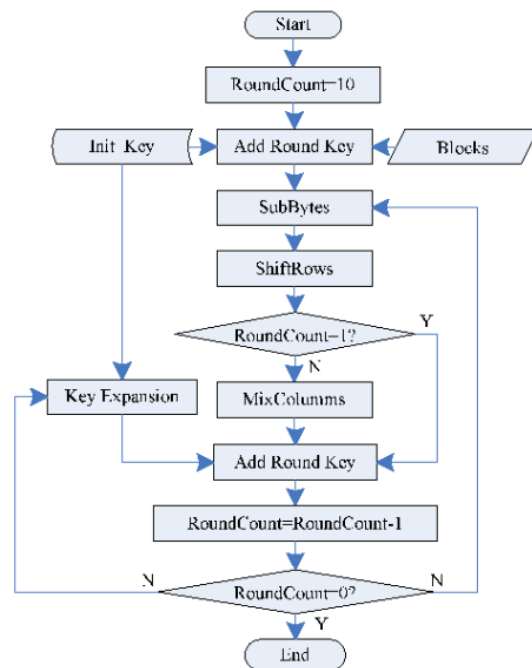 Start
RoundCount=10
Init Key
Add Round Key
Blocks
SubBytes
ShiftRows
RoundCount=1?
Y
N
Key Expansion
MixColumms
Add Round Key
RoundCount=RoundCount-1
N
RoundCount=0?
N
Y
End